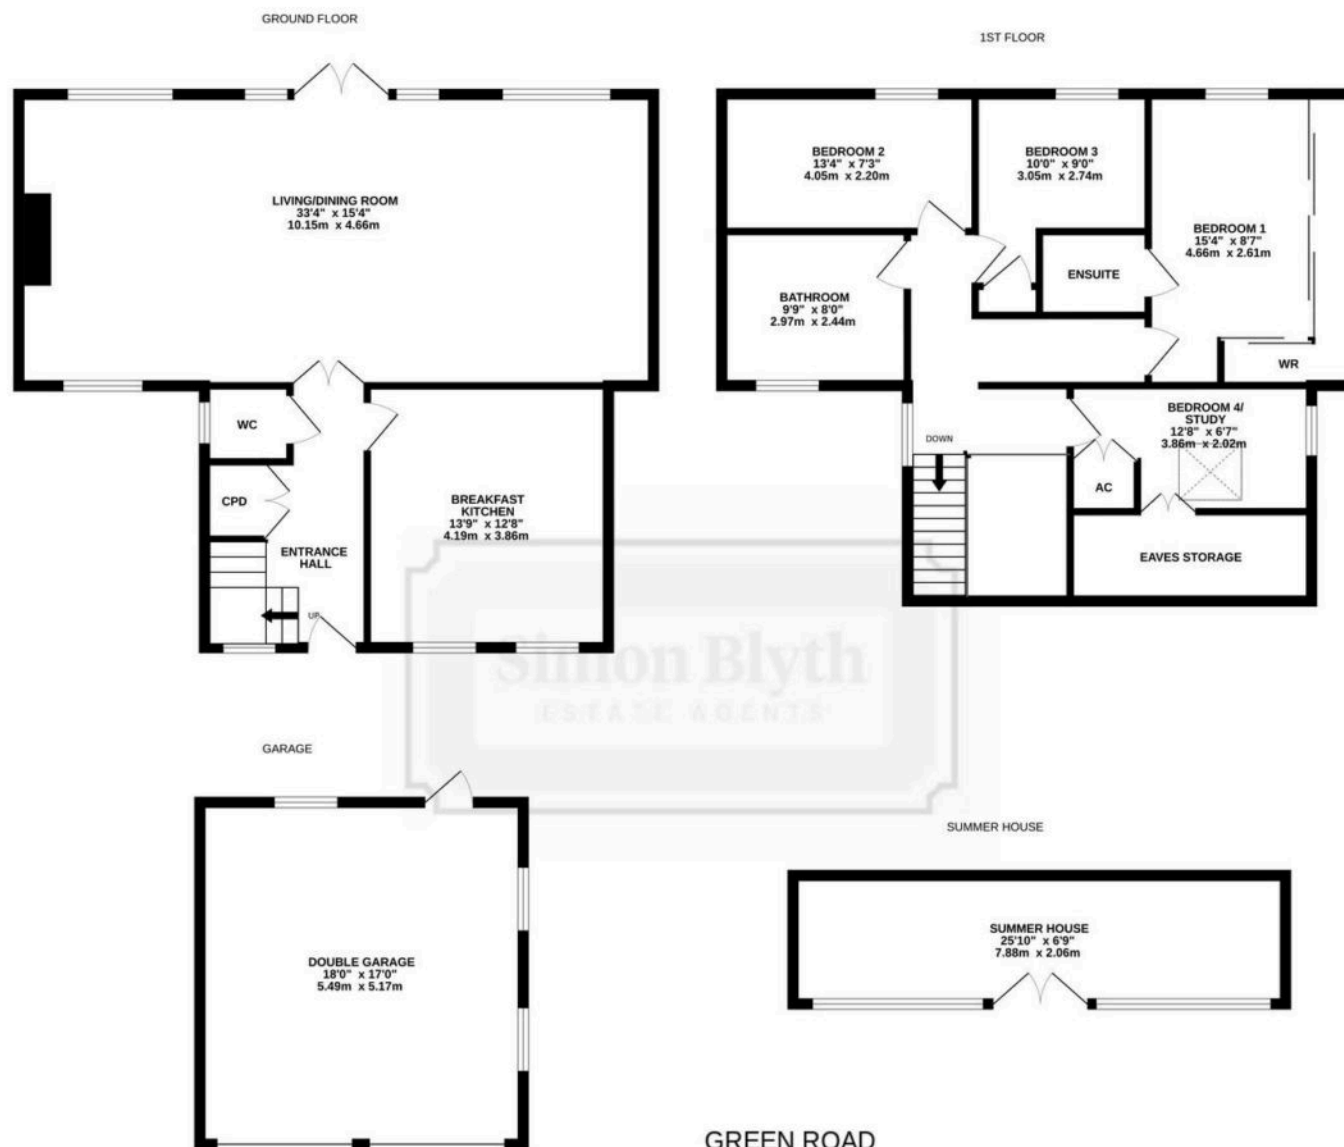 GROUND FLOOR
LIVING/DINING ROOM
33'4" x 15'4"
10.15m x 4.66m
WC
CPD
ENTRANCE
HALL
UP
BREAKFAST
KITCHEN
13'9" x 12'8"
4.19m x 3.86m
1ST FLOOR
BEDROOM 2
13'4" x 7'3"
4.05m x 2.20m
BEDROOM 3
10'0" x 9'0"
3.05m x 2.74m
BEDROOM 1
15'4" x 8'7"
4.66m x 2.61m
ENSUITE
BATHROOM
9'9" x 8'0"
2.97m x 2.44m
WR
DOWN
BEDROOM 4/
STUDY
12'8" x 6'7"
3.86m x 2.02m
AC
EAVES STORAGE
Simon Blyth
ESTATE AGENTS
GARAGE
DOUBLE GARAGE
18'0" x 17'0"
5.49m x 5.17m
SUMMER HOUSE
SUMMER HOUSE
25'10" x 6'9"
7.88m x 2.06m
GREEN ROAD